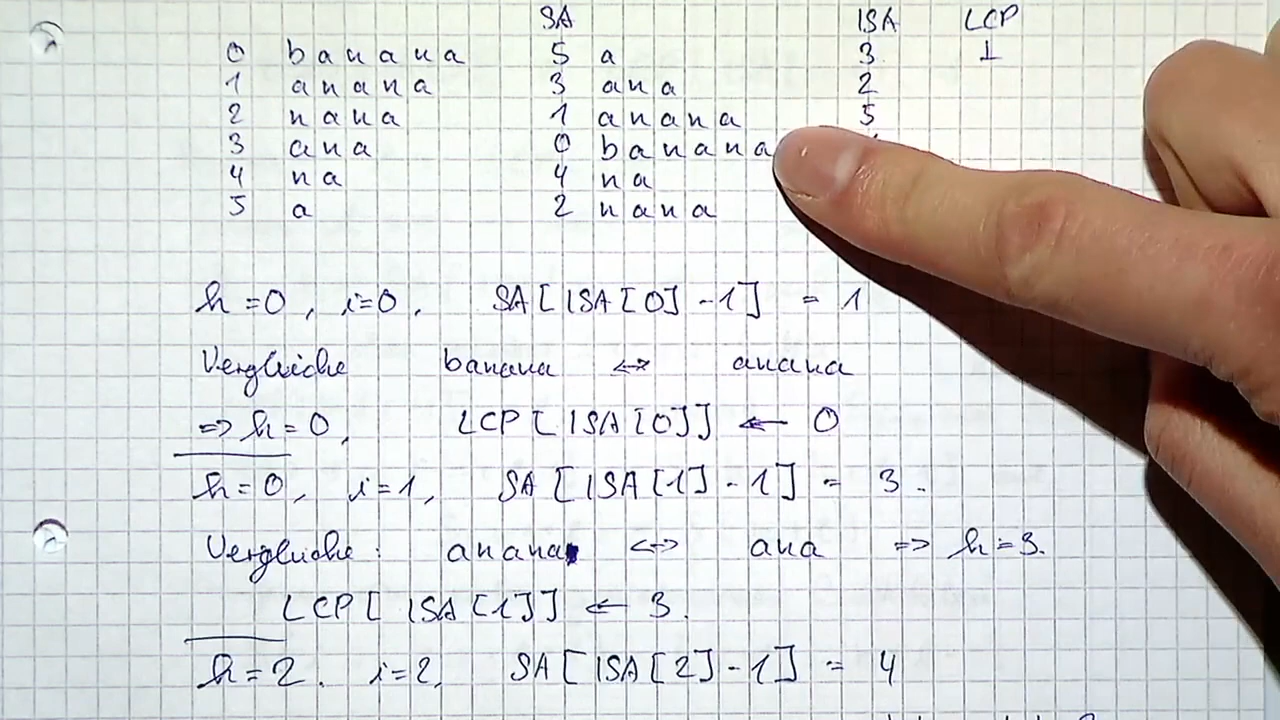 SA ISA LCP
0 banana 5 a 3 ⊥
1 anana 3 ana 2
2 nana 1 anana 5
3 ana 0 banana
4 na 4 na
5 a 2 nana
h=0, i=0, SA[ISA[0]-1] = 1
Vergleiche banana <-> anana
=> h=0, LCP[ISA[0]] ← 0
h=0, i=1, SA[ISA[1]-1] = 3.
Vergleiche: anana <-> ana => h=3.
LCP[ISA[1]] ← 3.
h=2, i=2, SA[ISA[2]-1] = 4